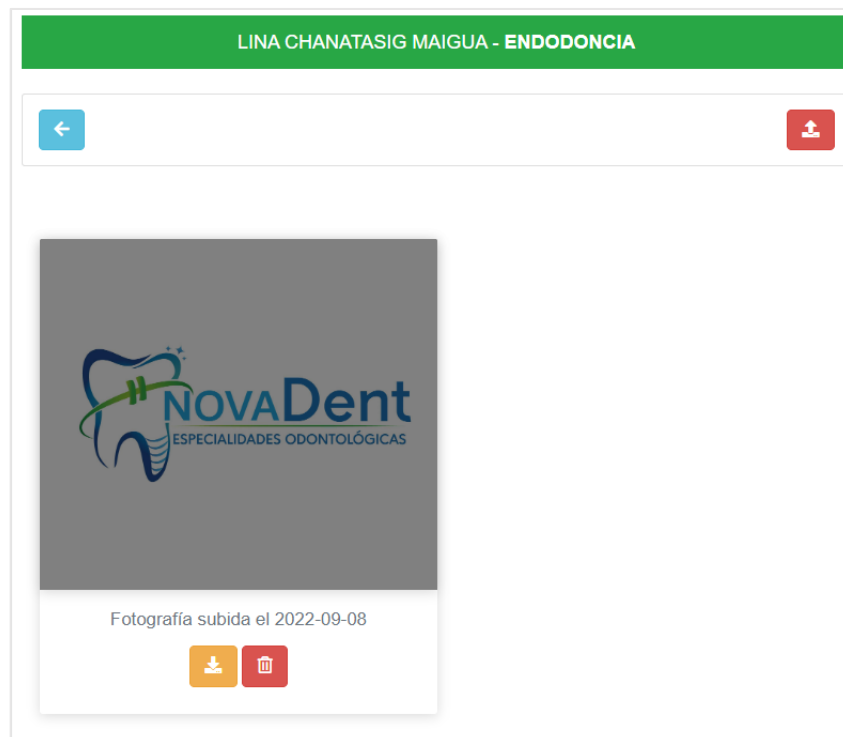 LINA CHANATASIG MAIGUA - ENDODONCIA
NOVADent
ESPECIALIDADES ODONTOLÓGICAS
Fotografía subida el 2022-09-08